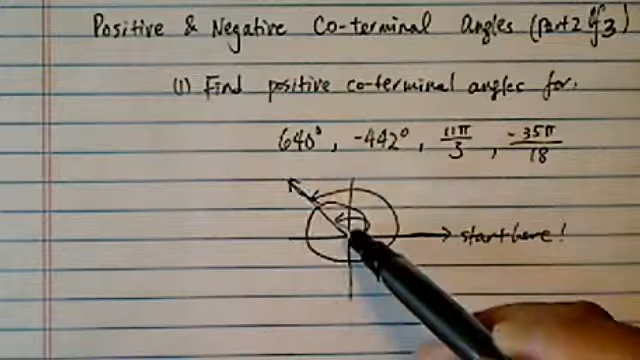 Positive & Negative Co-terminal Angles (Part 2 of 3)
(1) Find positive co-terminal angles for:
640°, -442°, 11π/3, -35π/18
start here!